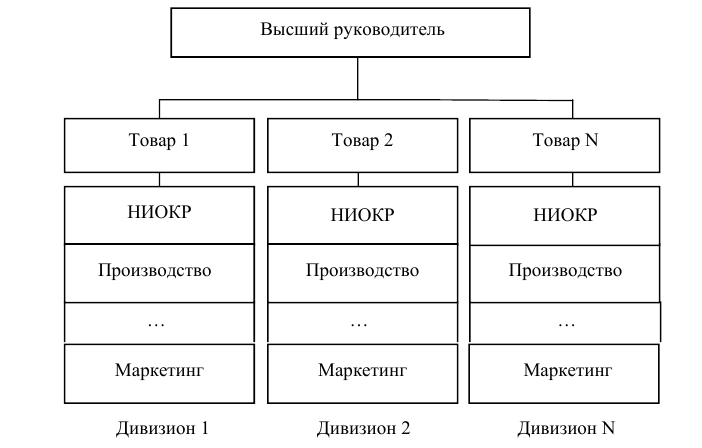 Высший руководитель
Товар 1
Товар 2
Товар N
НИОКР
НИОКР
НИОКР
Производство
Производство
Производство
…
…
…
Маркетинг
Маркетинг
Маркетинг
Дивизион 1
Дивизион 2
Дивизион N